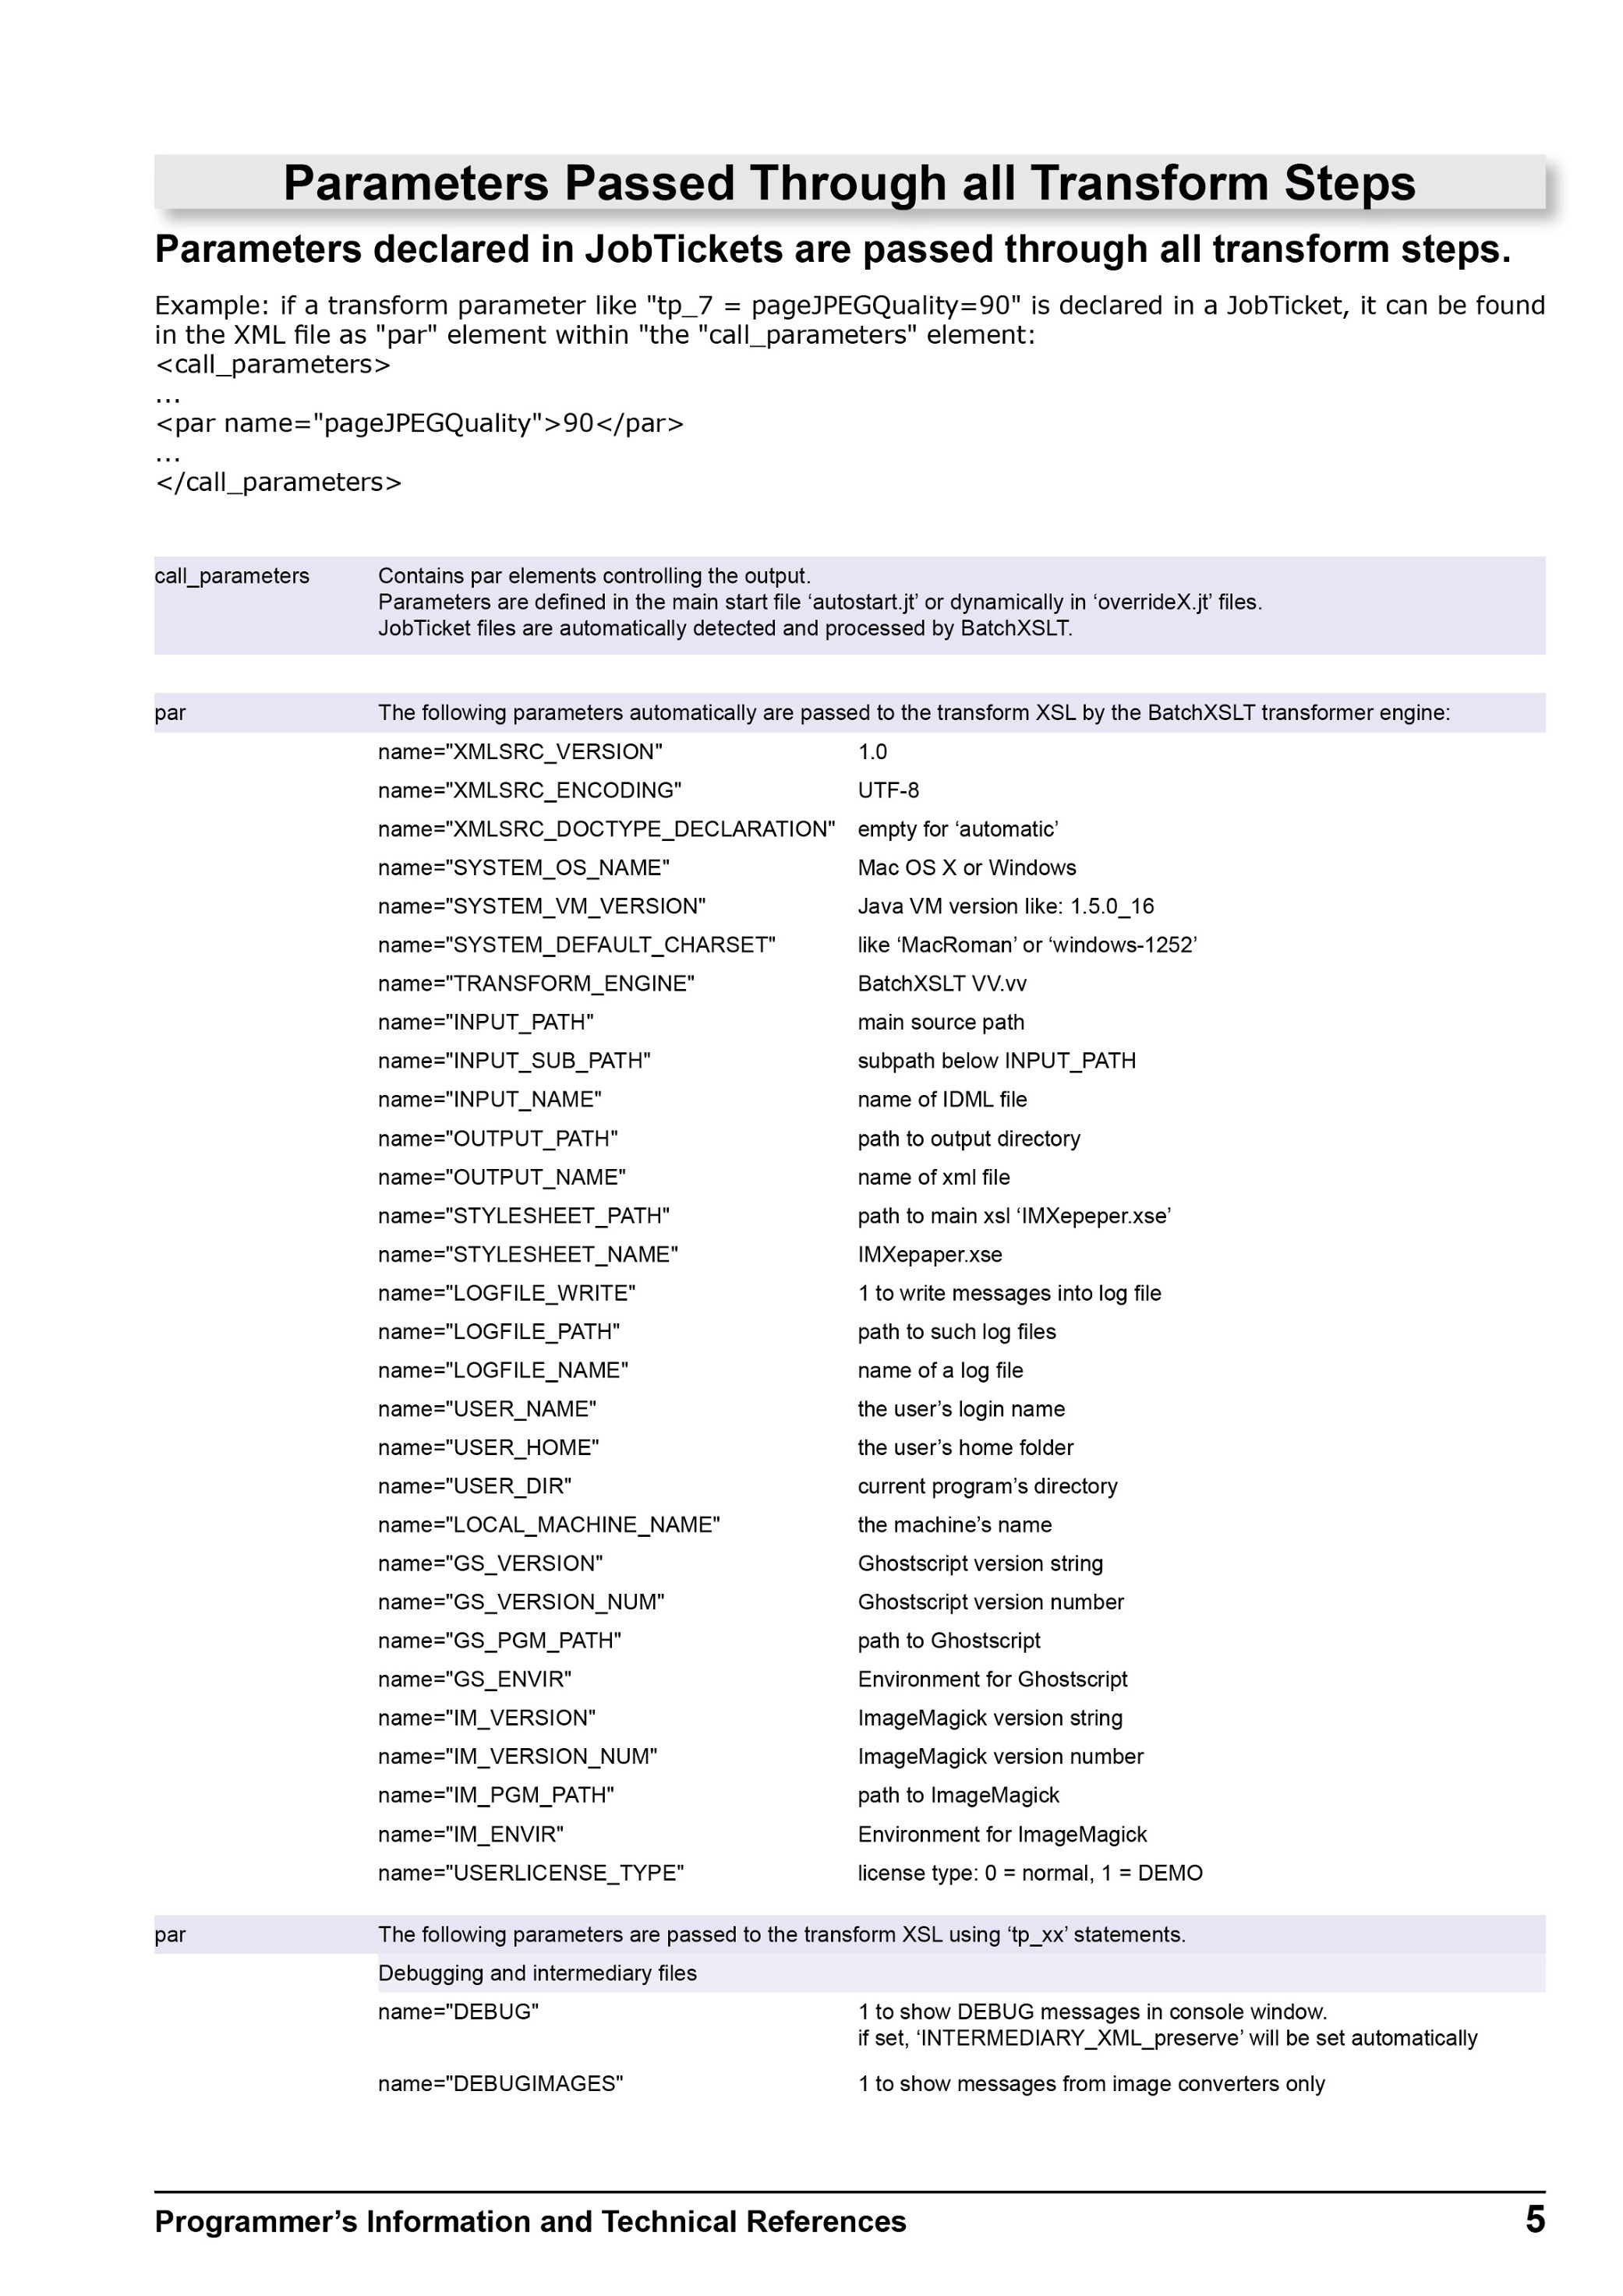 Parameters Passed Through all Transform Steps
Parameters declared in JobTickets are passed through all transform steps.
Example: if a transform parameter like "tp_7 = pageJPEGQuality=90" is declared in a JobTicket, it can be found
in the XML file as "par" element within "the "call_parameters" element:
<call_parameters>
...
<par name="pageJPEGQuality">90</par>
...
</call_parameters>
call_parameters Contains par elements controlling the output.
Parameters are defined in the main start file ‘autostart.jt’ or dynamically in ‘overrideX.jt’ files.
JobTicket files are automatically detected and processed by BatchXSLT.
par The following parameters automatically are passed to the transform XSL by the BatchXSLT transformer engine:
name="XMLSRC_VERSION" 1.0
name="XMLSRC_ENCODING" UTF-8
name="XMLSRC_DOCTYPE_DECLARATION" empty for ‘automatic’
name="SYSTEM_OS_NAME" Mac OS X or Windows
name="SYSTEM_VM_VERSION" Java VM version like: 1.5.0_16
name="SYSTEM_DEFAULT_CHARSET" like ‘MacRoman’ or ‘windows-1252’
name="TRANSFORM_ENGINE" BatchXSLT VV.vv
name="INPUT_PATH" main source path
name="INPUT_SUB_PATH" subpath below INPUT_PATH
name="INPUT_NAME" name of IDML file
name="OUTPUT_PATH" path to output directory
name="OUTPUT_NAME" name of xml file
name="STYLESHEET_PATH" path to main xsl ‘IMXepeper.xse’
name="STYLESHEET_NAME" IMXepaper.xse
name="LOGFILE_WRITE" 1 to write messages into log file
name="LOGFILE_PATH" path to such log files
name="LOGFILE_NAME" name of a log file
name="USER_NAME" the user’s login name
name="USER_HOME" the user’s home folder
name="USER_DIR" current program’s directory
name="LOCAL_MACHINE_NAME" the machine’s name
name="GS_VERSION" Ghostscript version string
name="GS_VERSION_NUM" Ghostscript version number
name="GS_PGM_PATH" path to Ghostscript
name="GS_ENVIR" Environment for Ghostscript
name="IM_VERSION" ImageMagick version string
name="IM_VERSION_NUM" ImageMagick version number
name="IM_PGM_PATH" path to ImageMagick
name="IM_ENVIR" Environment for ImageMagick
name="USERLICENSE_TYPE" license type: 0 = normal, 1 = DEMO
par The following parameters are passed to the transform XSL using ‘tp_xx’ statements.
Debugging and intermediary files
name="DEBUG" 1 to show DEBUG messages in console window.
if set, ‘INTERMEDIARY_XML_preserve’ will be set automatically
name="DEBUGIMAGES" 1 to show messages from image converters only
Programmer’s Information and Technical References 5